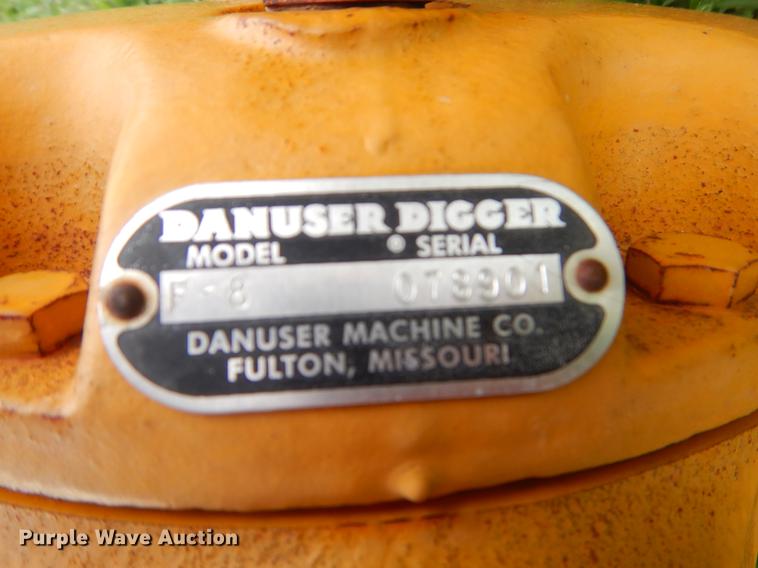 DANUSER DIGGER
MODEL ® SERIAL
F-8 078901
DANUSER MACHINE CO.
FULTON, MISSOURI
Purple Wave Auction